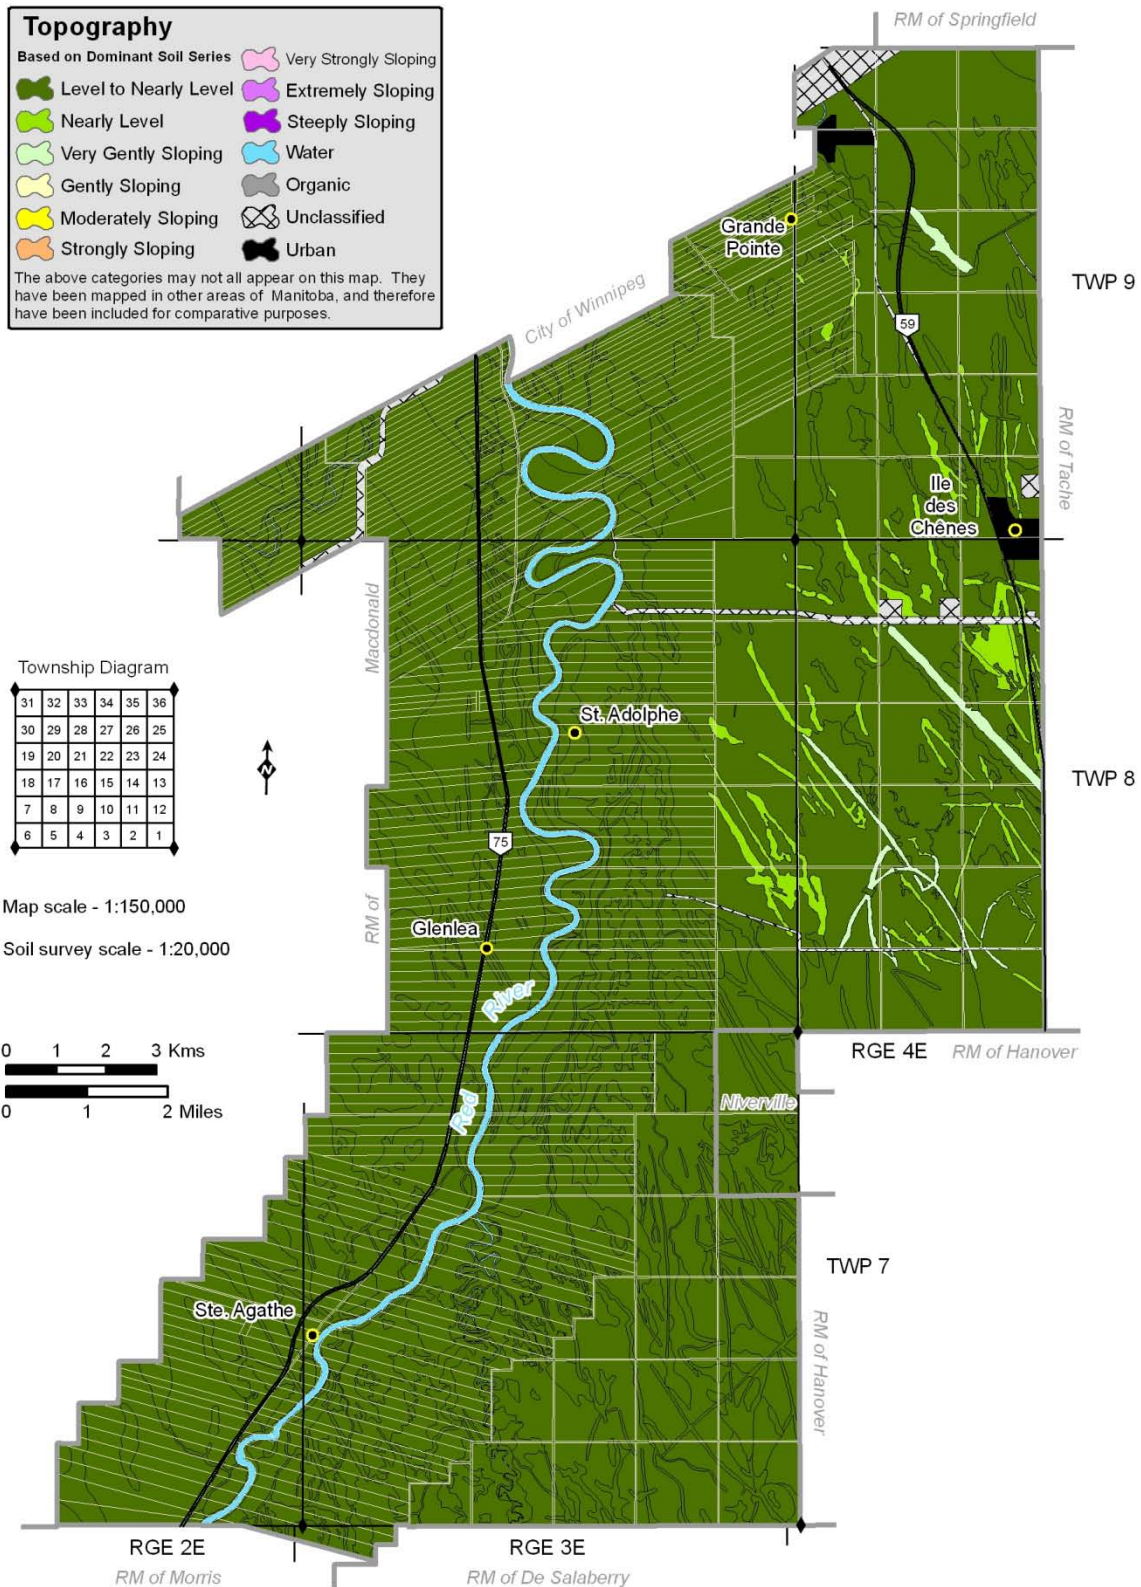 Topography
Based on Dominant Soil Series
Level to Nearly Level
Nearly Level
Very Gently Sloping
Gently Sloping
Moderately Sloping
Strongly Sloping
Very Strongly Sloping
Extremely Sloping
Steeply Sloping
Water
Organic
Unclassified
Urban
The above categories may not all appear on this map. They
have been mapped in other areas of Manitoba, and therefore
have been included for comparative purposes.
RM of Springfield
Grande
Pointe
TWP 9
City of Winnipeg
59
RM of Tache
Ile
des
Chênes
Macdonald
Township Diagram
31 32 33 34 35 36
30 29 28 27 26 25
19 20 21 22 23 24
18 17 16 15 14 13
7 8 9 10 11 12
6 5 4 3 2 1
N
St. Adolphe
TWP 8
75
Map scale - 1:150,000
Soil survey scale - 1:20,000
RM of
Glenlea
River
0 1 2 3 Kms
0 1 2 Miles
RGE 4E
RM of Hanover
Niverville
Red
TWP 7
Ste. Agathe
RM of Hanover
RGE 2E
RGE 3E
RM of Morris
RM of De Salaberry